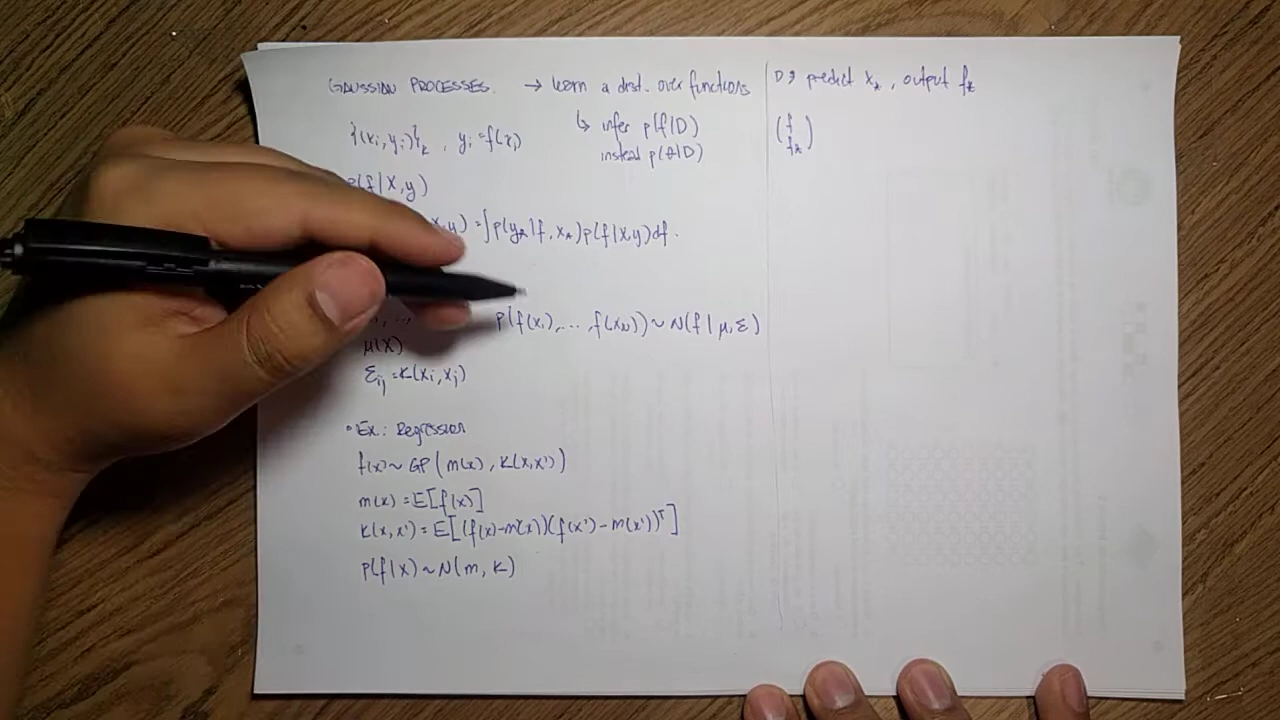 GAUSSIAN PROCESSES. → learn a dist. over functions
↳ infer p(f|D)
instead p(θ|D)
{(xi, yi)}k , yi = f(xi)
p(f|X,y)
x,y) = ∫p(y*|f, x*)p(f|X,y)df.
p(f(x1), ... , f(xN)) ~ N(f|μ,Σ)
μ(X)
Σij = K(xi, xj)
• Ex.: Regression
f(x) ~ GP(m(x), K(x,x'))
m(x) = E[f(x)]
K(x,x') = E[(f(x)-m(x))(f(x')-m(x'))ᵀ]
p(f|X) ~ N(m, K)
D ; predict x* , output f*
(f
f*)